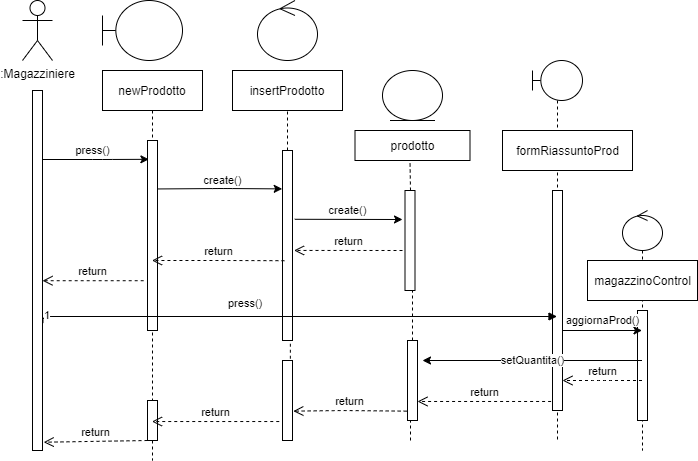 :Magazziniere
newProdotto
insertProdotto
prodotto
formRiassuntoProd
magazzinoControl
press()
create()
create()
return
return
return
1
press()
aggiornaProd()
setQuantita()
return
return
return
return
return